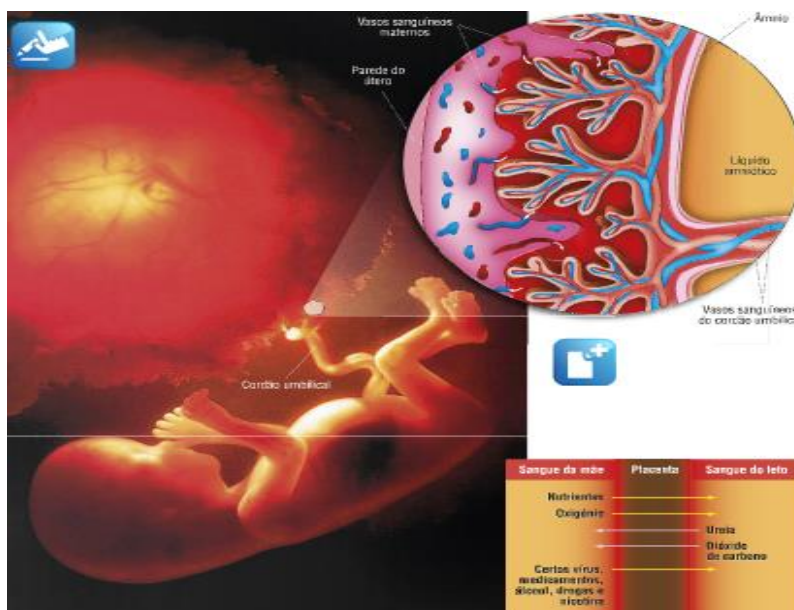 Vasos sanguíneos
maternos
Âmnio
Parede do
útero
Líquido
amniótico
Vasos sanguíneos
do cordão umbilical
Cordão umbilical
Sangue da mãe
Placenta
Sangue do feto
Nutrientes
Oxigénio
Ureia
Dióxido
de carbono
Certos vírus,
medicamentos,
álcool, drogas e
nicotina